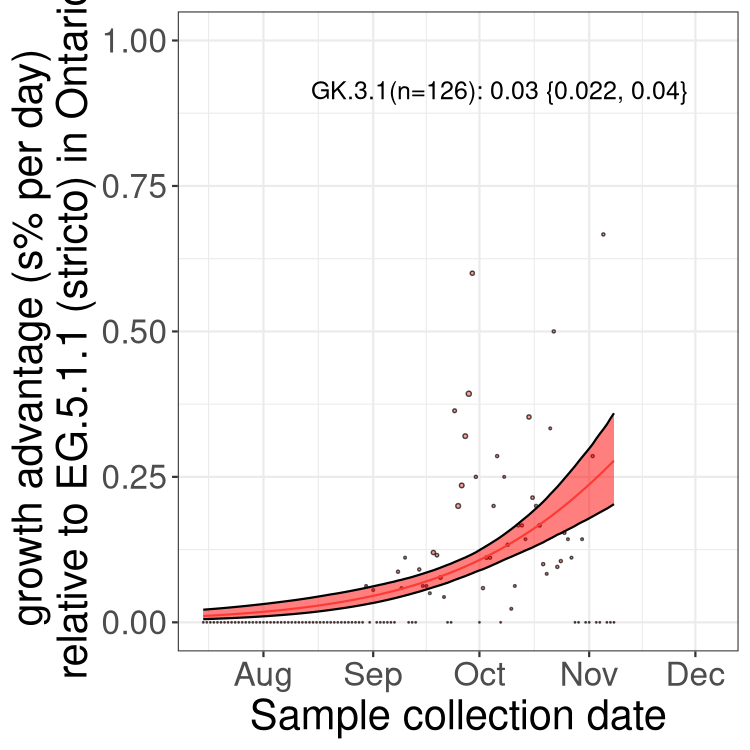 growth advantage (s% per day)
relative to EG.5.1.1 (stricto) in Ontario
1.00
0.75
0.50
0.25
0.00
GK.3.1(n=126): 0.03 {0.022, 0.04}
Aug Sep Oct Nov Dec
Sample collection date